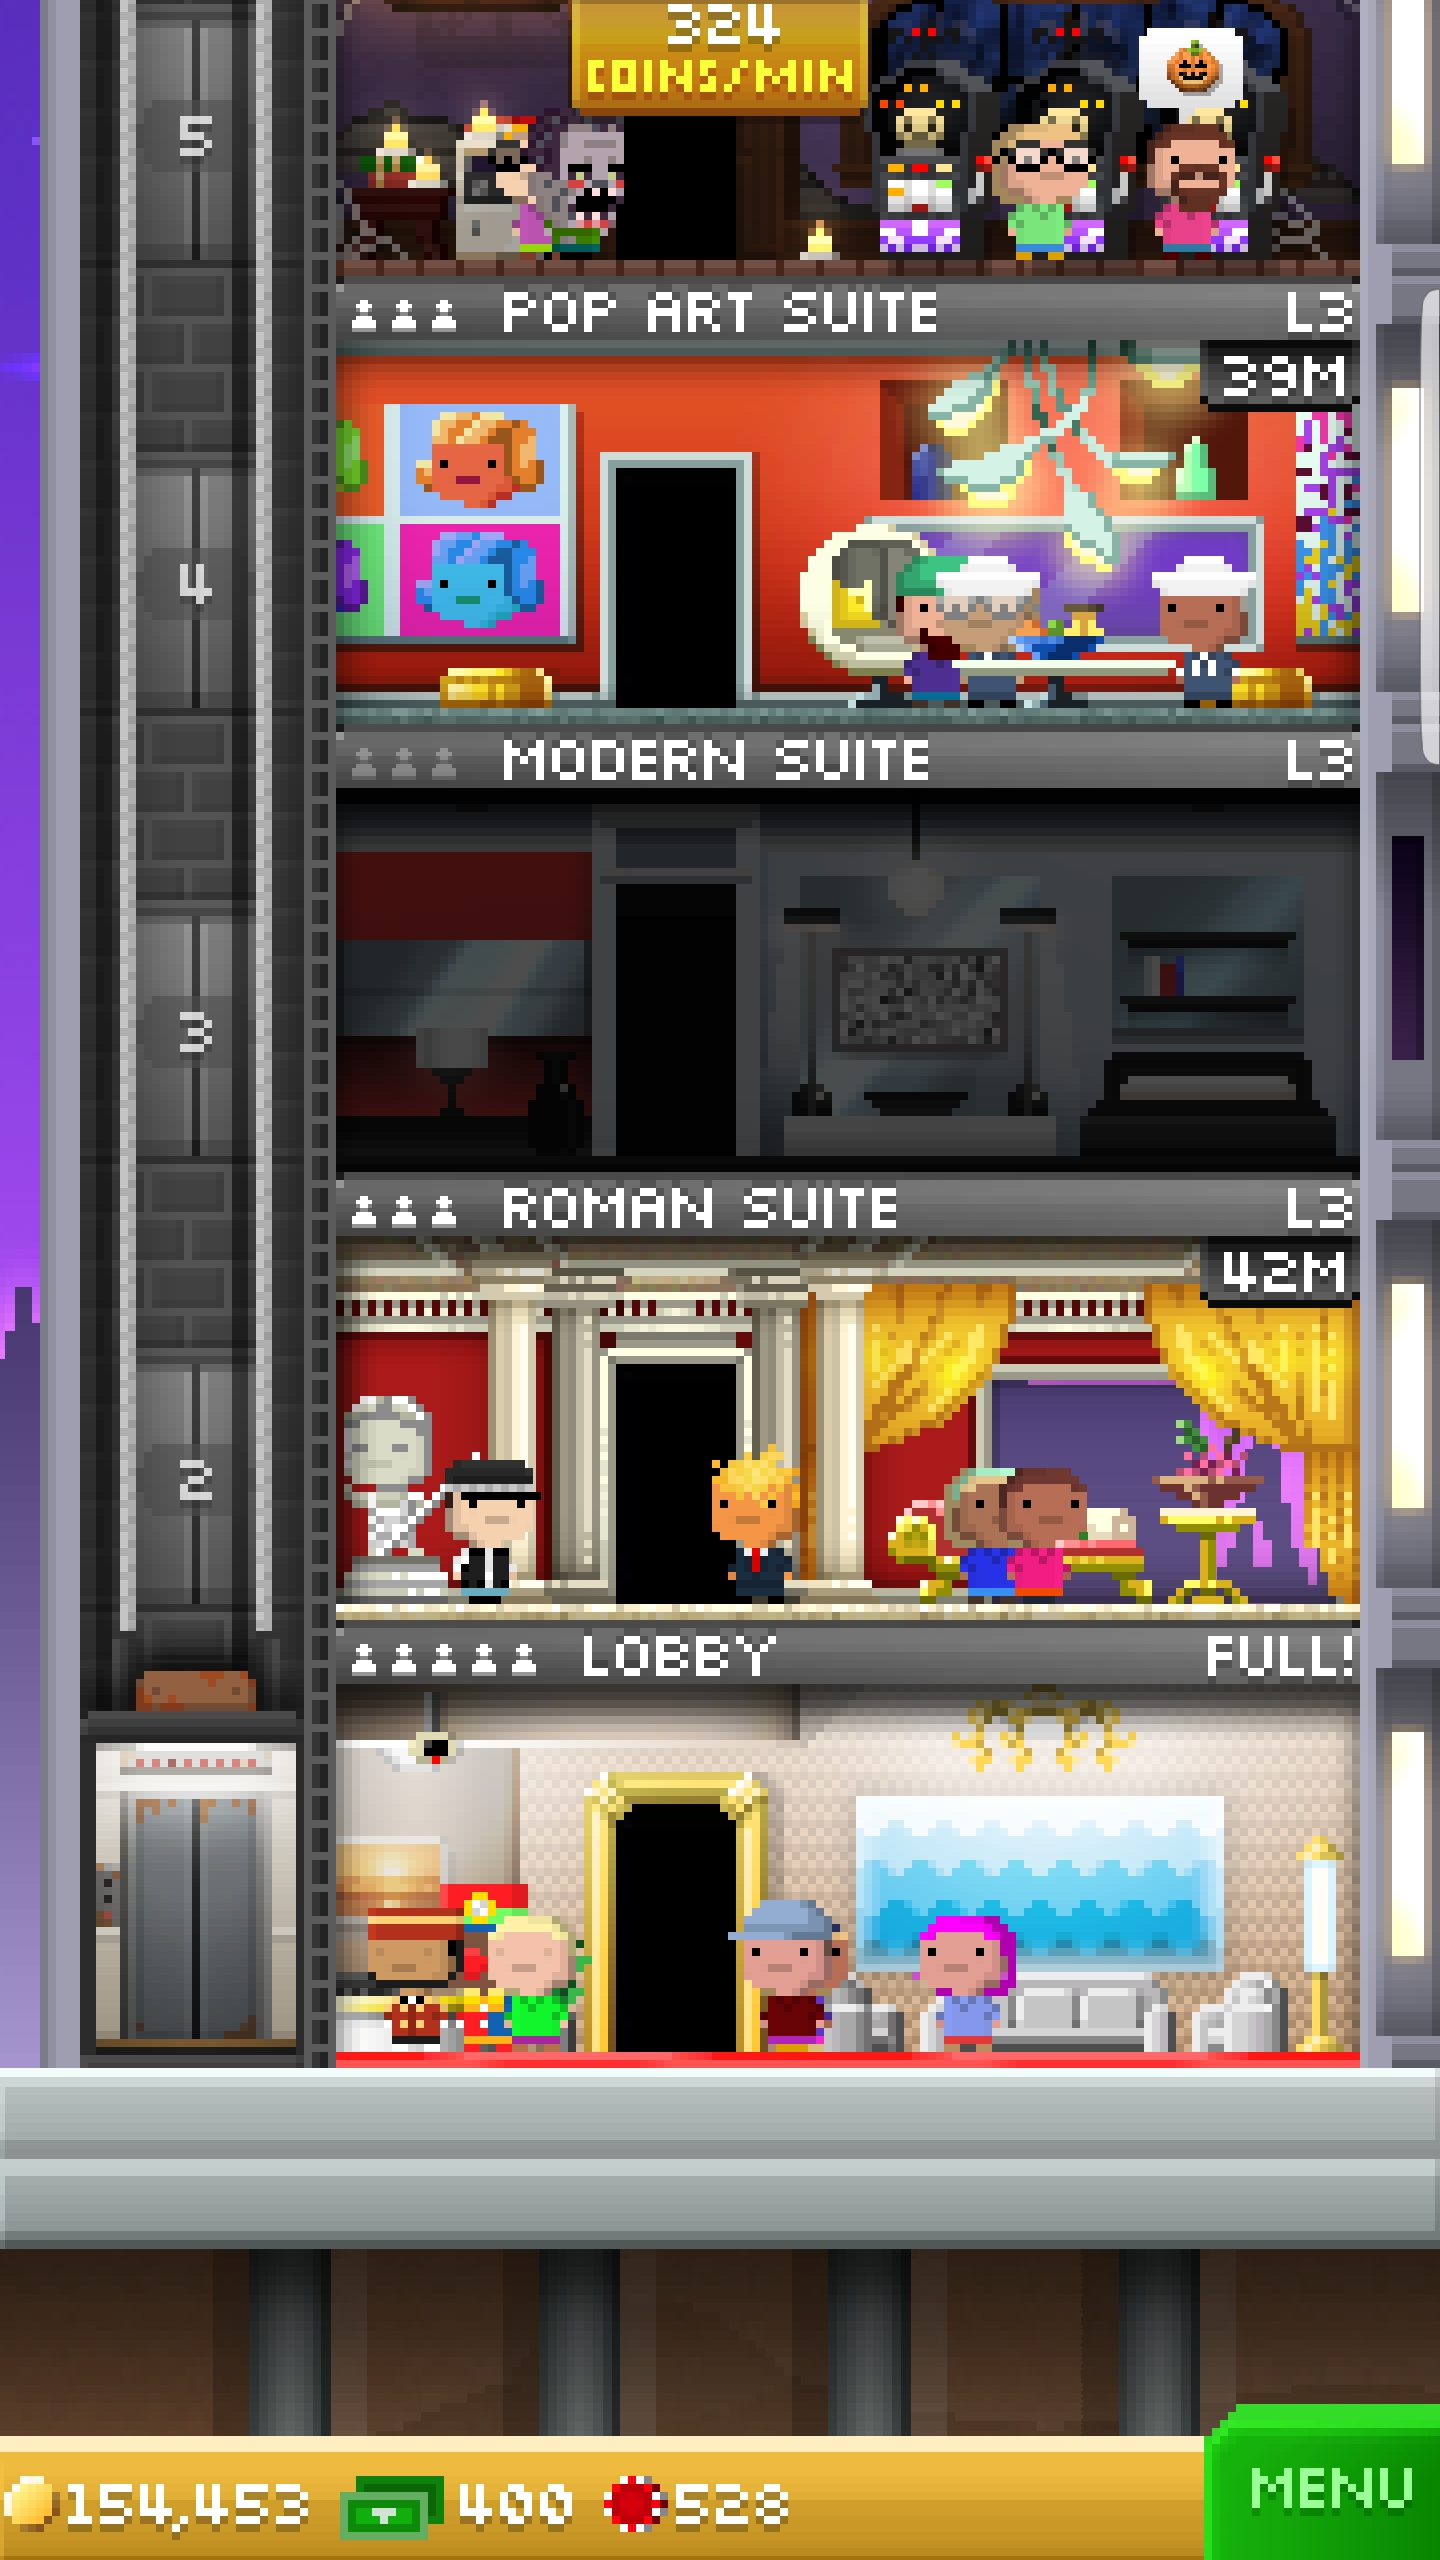 324
COINS/MIN
5
POP ART SUITE L3
39M
4
MODERN SUITE L3
3
ROMAN SUITE L3
42M
2
LOBBY FULL!
154,453 400 528
MENU